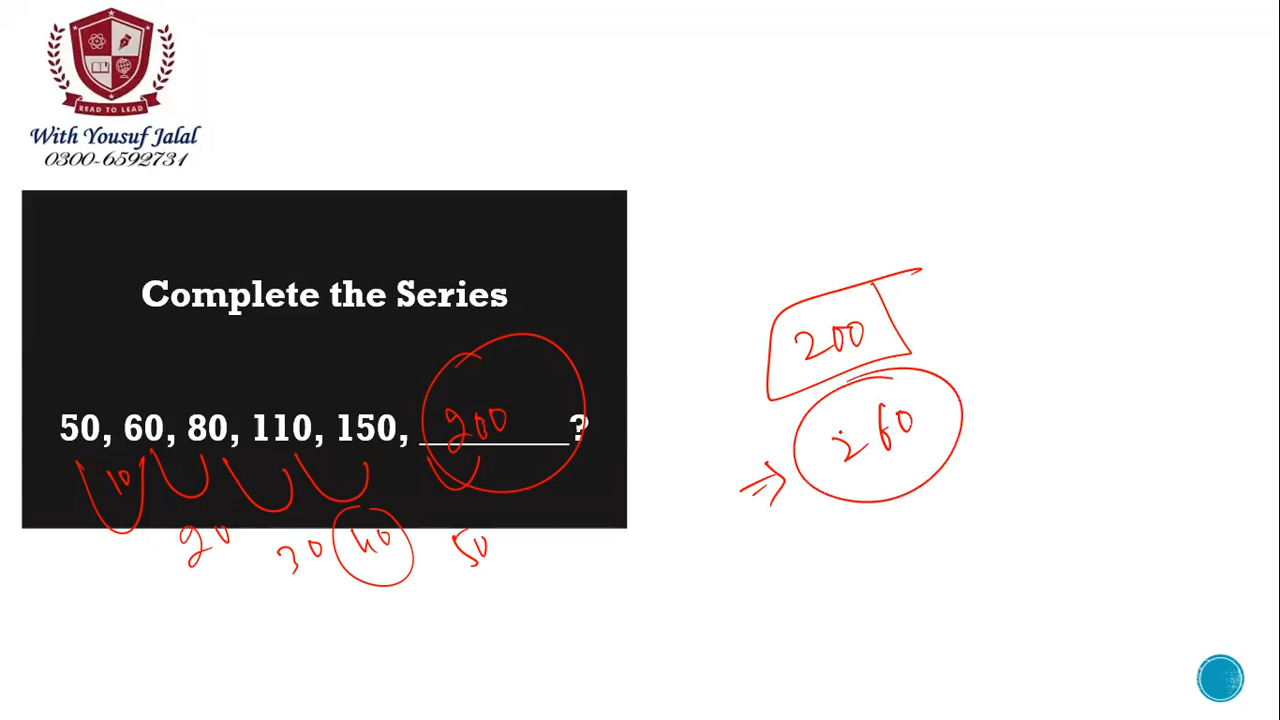 READ TO LEAD
With Yousuf Jalal
0300-6592731
Complete the Series
50, 60, 80, 110, 150, 200 ________?
10
20
30
40
50
200
260